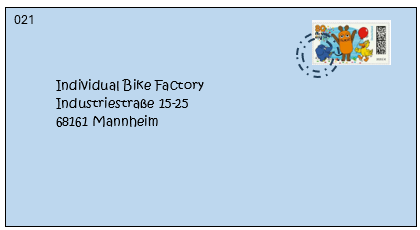 021
Individual Bike Factory
Industriestraße 15-25
68161 Mannheim